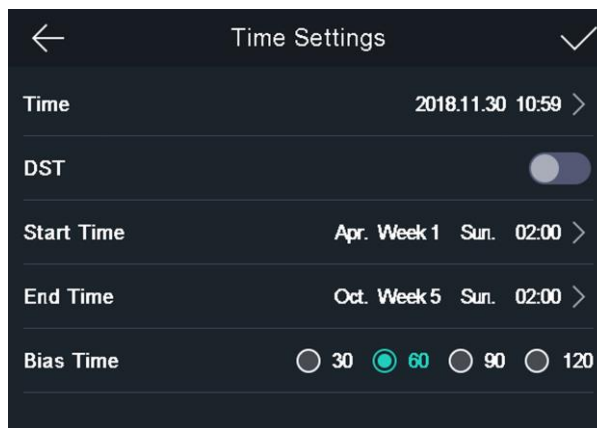 Time Settings
Time 2018.11.30 10:59
DST
Start Time Apr. Week 1 Sun. 02:00
End Time Oct. Week 5 Sun. 02:00
Bias Time 30 60 90 120